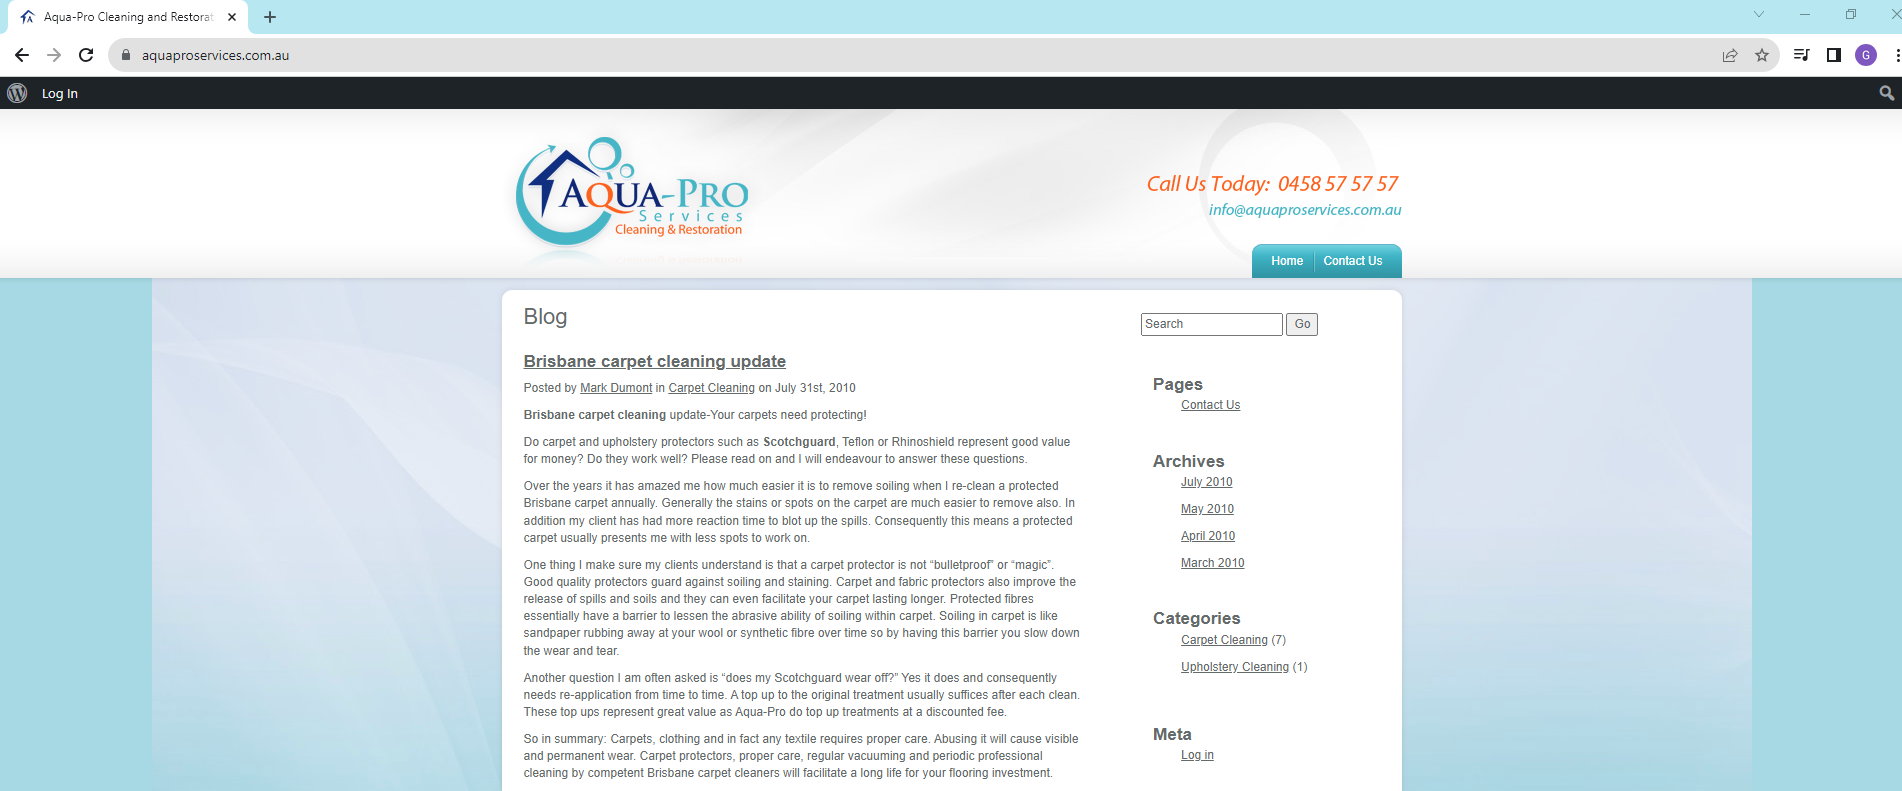 Aqua-Pro Cleaning and Restorat
aquaproservices.com.au
G
Log In
AQUA-PRO
Services
Cleaning & Restoration
Call Us Today: 0458 57 57 57
info@aquaproservices.com.au
Home
Contact Us
Blog
Brisbane carpet cleaning update
Posted by Mark Dumont in Carpet Cleaning on July 31st, 2010
Brisbane carpet cleaning update-Your carpets need protecting!
Do carpet and upholstery protectors such as Scotchguard, Teflon or Rhinoshield represent good value
for money? Do they work well? Please read on and I will endeavour to answer these questions.
Over the years it has amazed me how much easier it is to remove soiling when I re-clean a protected
Brisbane carpet annually. Generally the stains or spots on the carpet are much easier to remove also. In
addition my client has had more reaction time to blot up the spills. Consequently this means a protected
carpet usually presents me with less spots to work on.
One thing I make sure my clients understand is that a carpet protector is not “bulletproof” or “magic”.
Good quality protectors guard against soiling and staining. Carpet and fabric protectors also improve the
release of spills and soils and they can even facilitate your carpet lasting longer. Protected fibres
essentially have a barrier to lessen the abrasive ability of soiling within carpet. Soiling in carpet is like
sandpaper rubbing away at your wool or synthetic fibre over time so by having this barrier you slow down
the wear and tear.
Another question I am often asked is “does my Scotchguard wear off?” Yes it does and consequently
needs re-application from time to time. A top up to the original treatment usually suffices after each clean.
These top ups represent great value as Aqua-Pro do top up treatments at a discounted fee.
So in summary: Carpets, clothing and in fact any textile requires proper care. Abusing it will cause visible
and permanent wear. Carpet protectors, proper care, regular vacuuming and periodic professional
cleaning by competent Brisbane carpet cleaners will facilitate a long life for your flooring investment.
Search
Go
Pages
Contact Us
Archives
July 2010
May 2010
April 2010
March 2010
Categories
Carpet Cleaning (7)
Upholstery Cleaning (1)
Meta
Log in